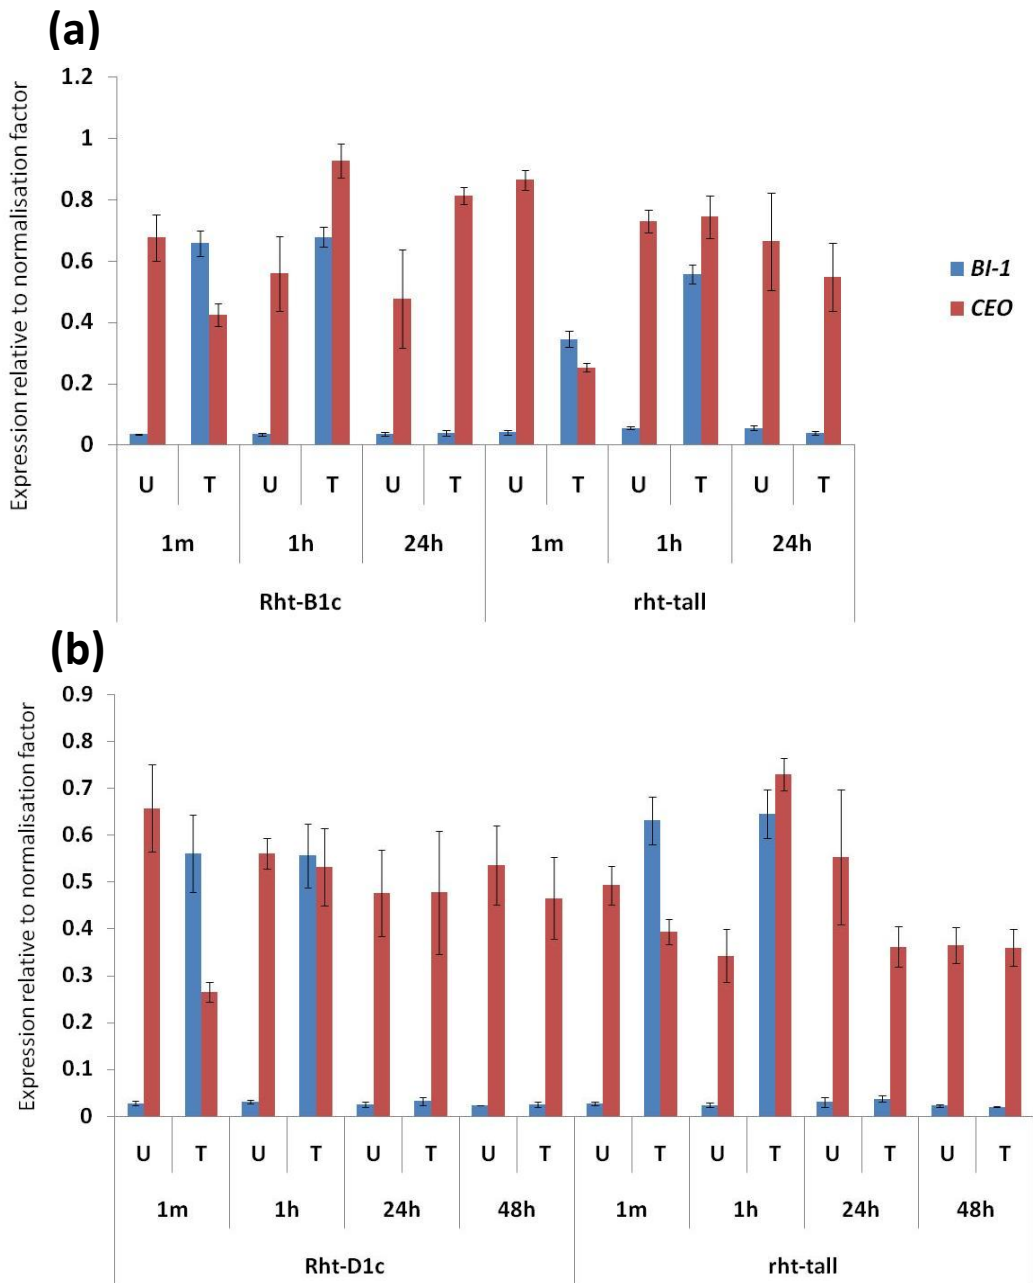 (a)
Expression relative to normalisation factor
1.2
1
0.8
0.6
0.4
0.2
0
U T U T U T U T U T U T
1m 1h 24h 1m 1h 24h
Rht-B1c rht-tall
BI-1
CEO
(b)
Expression relative to normalisation factor
0.9
0.8
0.7
0.6
0.5
0.4
0.3
0.2
0.1
0
U T U T U T U T U T U T U T U T
1m 1h 24h 48h 1m 1h 24h 48h
Rht-D1c rht-tall